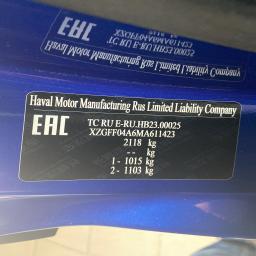 Haval Motor Manufacturing Rus Limited Liability Company
EAC
TC RU E-RU.HB23.00025
XZGFF04A6MA611423
2118 kg
kg
1 - 1015 kg
2 - 1103 kg